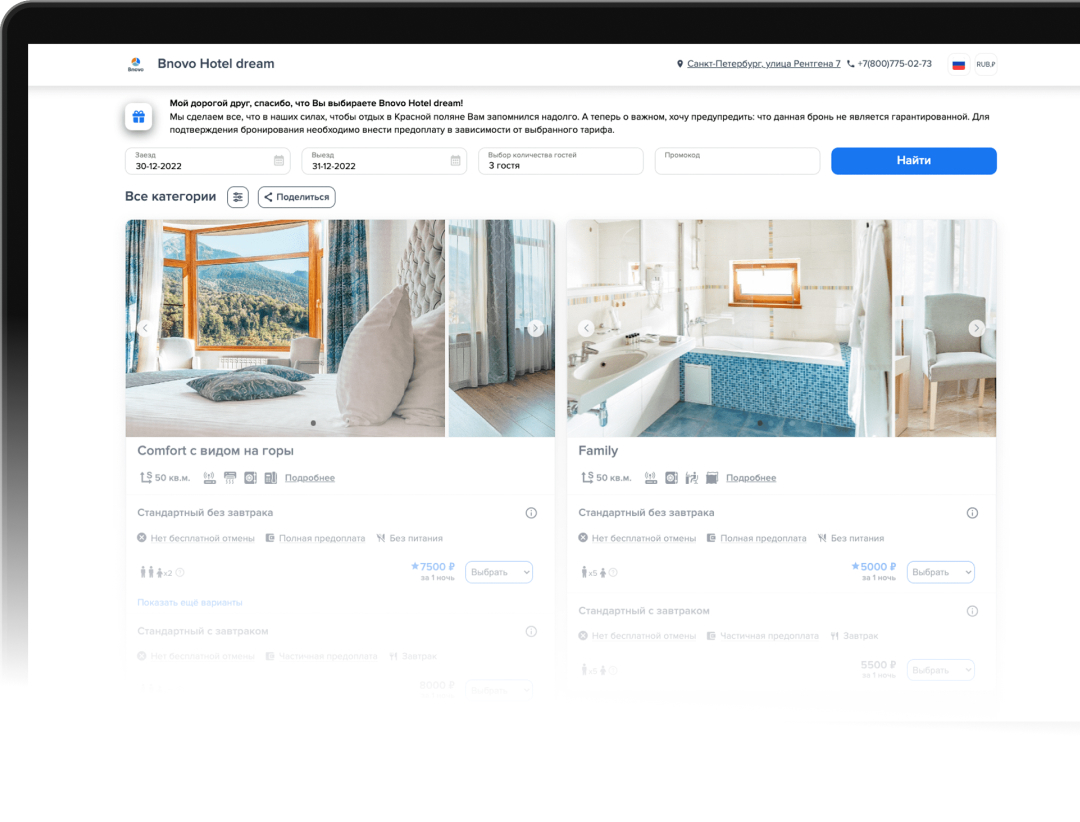 Bnovo
Bnovo Hotel dream
Санкт-Петербург, улица Рентгена 7
+7(800)775-02-73
RUB,₽
Мой дорогой друг, спасибо, что Вы выбираете Bnovo Hotel dream!
Мы сделаем все, что в наших силах, чтобы отдых в Красной поляне Вам запомнился надолго. А теперь о важном, хочу предупредить: что данная бронь не является гарантированной. Для
подтверждения бронирования необходимо внести предоплату в зависимости от выбранного тарифа.
Заезд
30-12-2022
Выезд
31-12-2022
Выбор количества гостей
3 гостя
Промокод
Найти
Все категории
Поделиться
Comfort с видом на горы
50 кв.м.
Подробнее
Стандартный без завтрака
Нет бесплатной отмены
Полная предоплата
Без питания
x2
7500 ₽
за 1 ночь
Выбрать
Показать ещё варианты
Стандартный с завтраком
Нет бесплатной отмены
Частичная предоплата
Завтрак
8000 ₽
Выбрать
Family
50 кв.м.
Подробнее
Стандартный без завтрака
Нет бесплатной отмены
Полная предоплата
Без питания
x5
5000 ₽
за 1 ночь
Выбрать
Стандартный с завтраком
Нет бесплатной отмены
Частичная предоплата
Завтрак
x5
5500 ₽
за 1 ночь
Выбрать